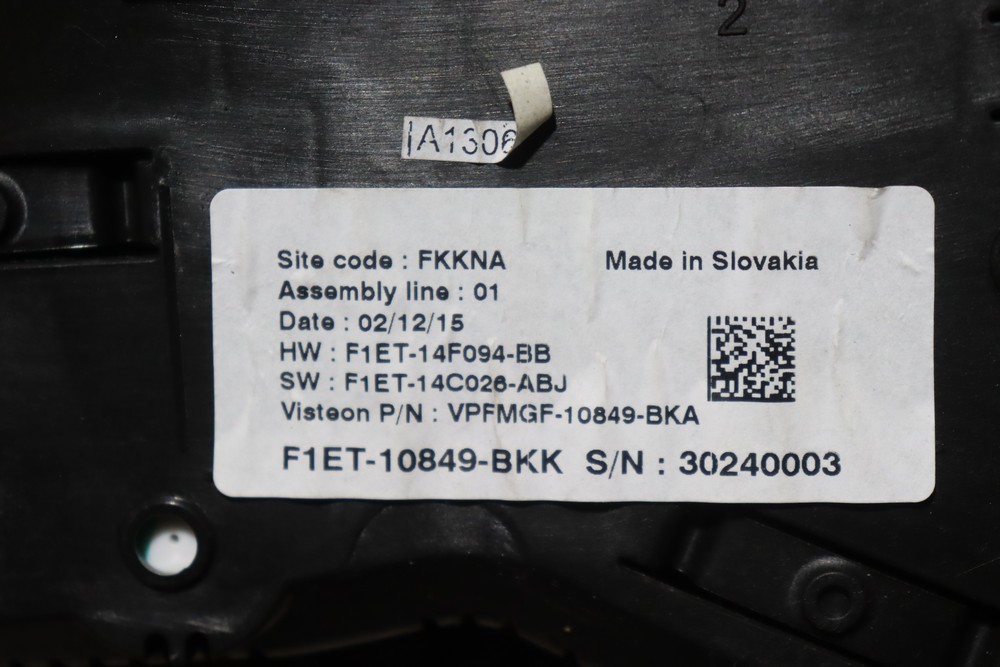 2
IA1306
Site code : FKKNA
Made in Slovakia
Assembly line : 01
Date : 02/12/15
HW : F1ET-14F094-BB
SW : F1ET-14C026-ABJ
Visteon P/N : VPFMGF-10849-BKA
F1ET-10849-BKK S/N : 30240003